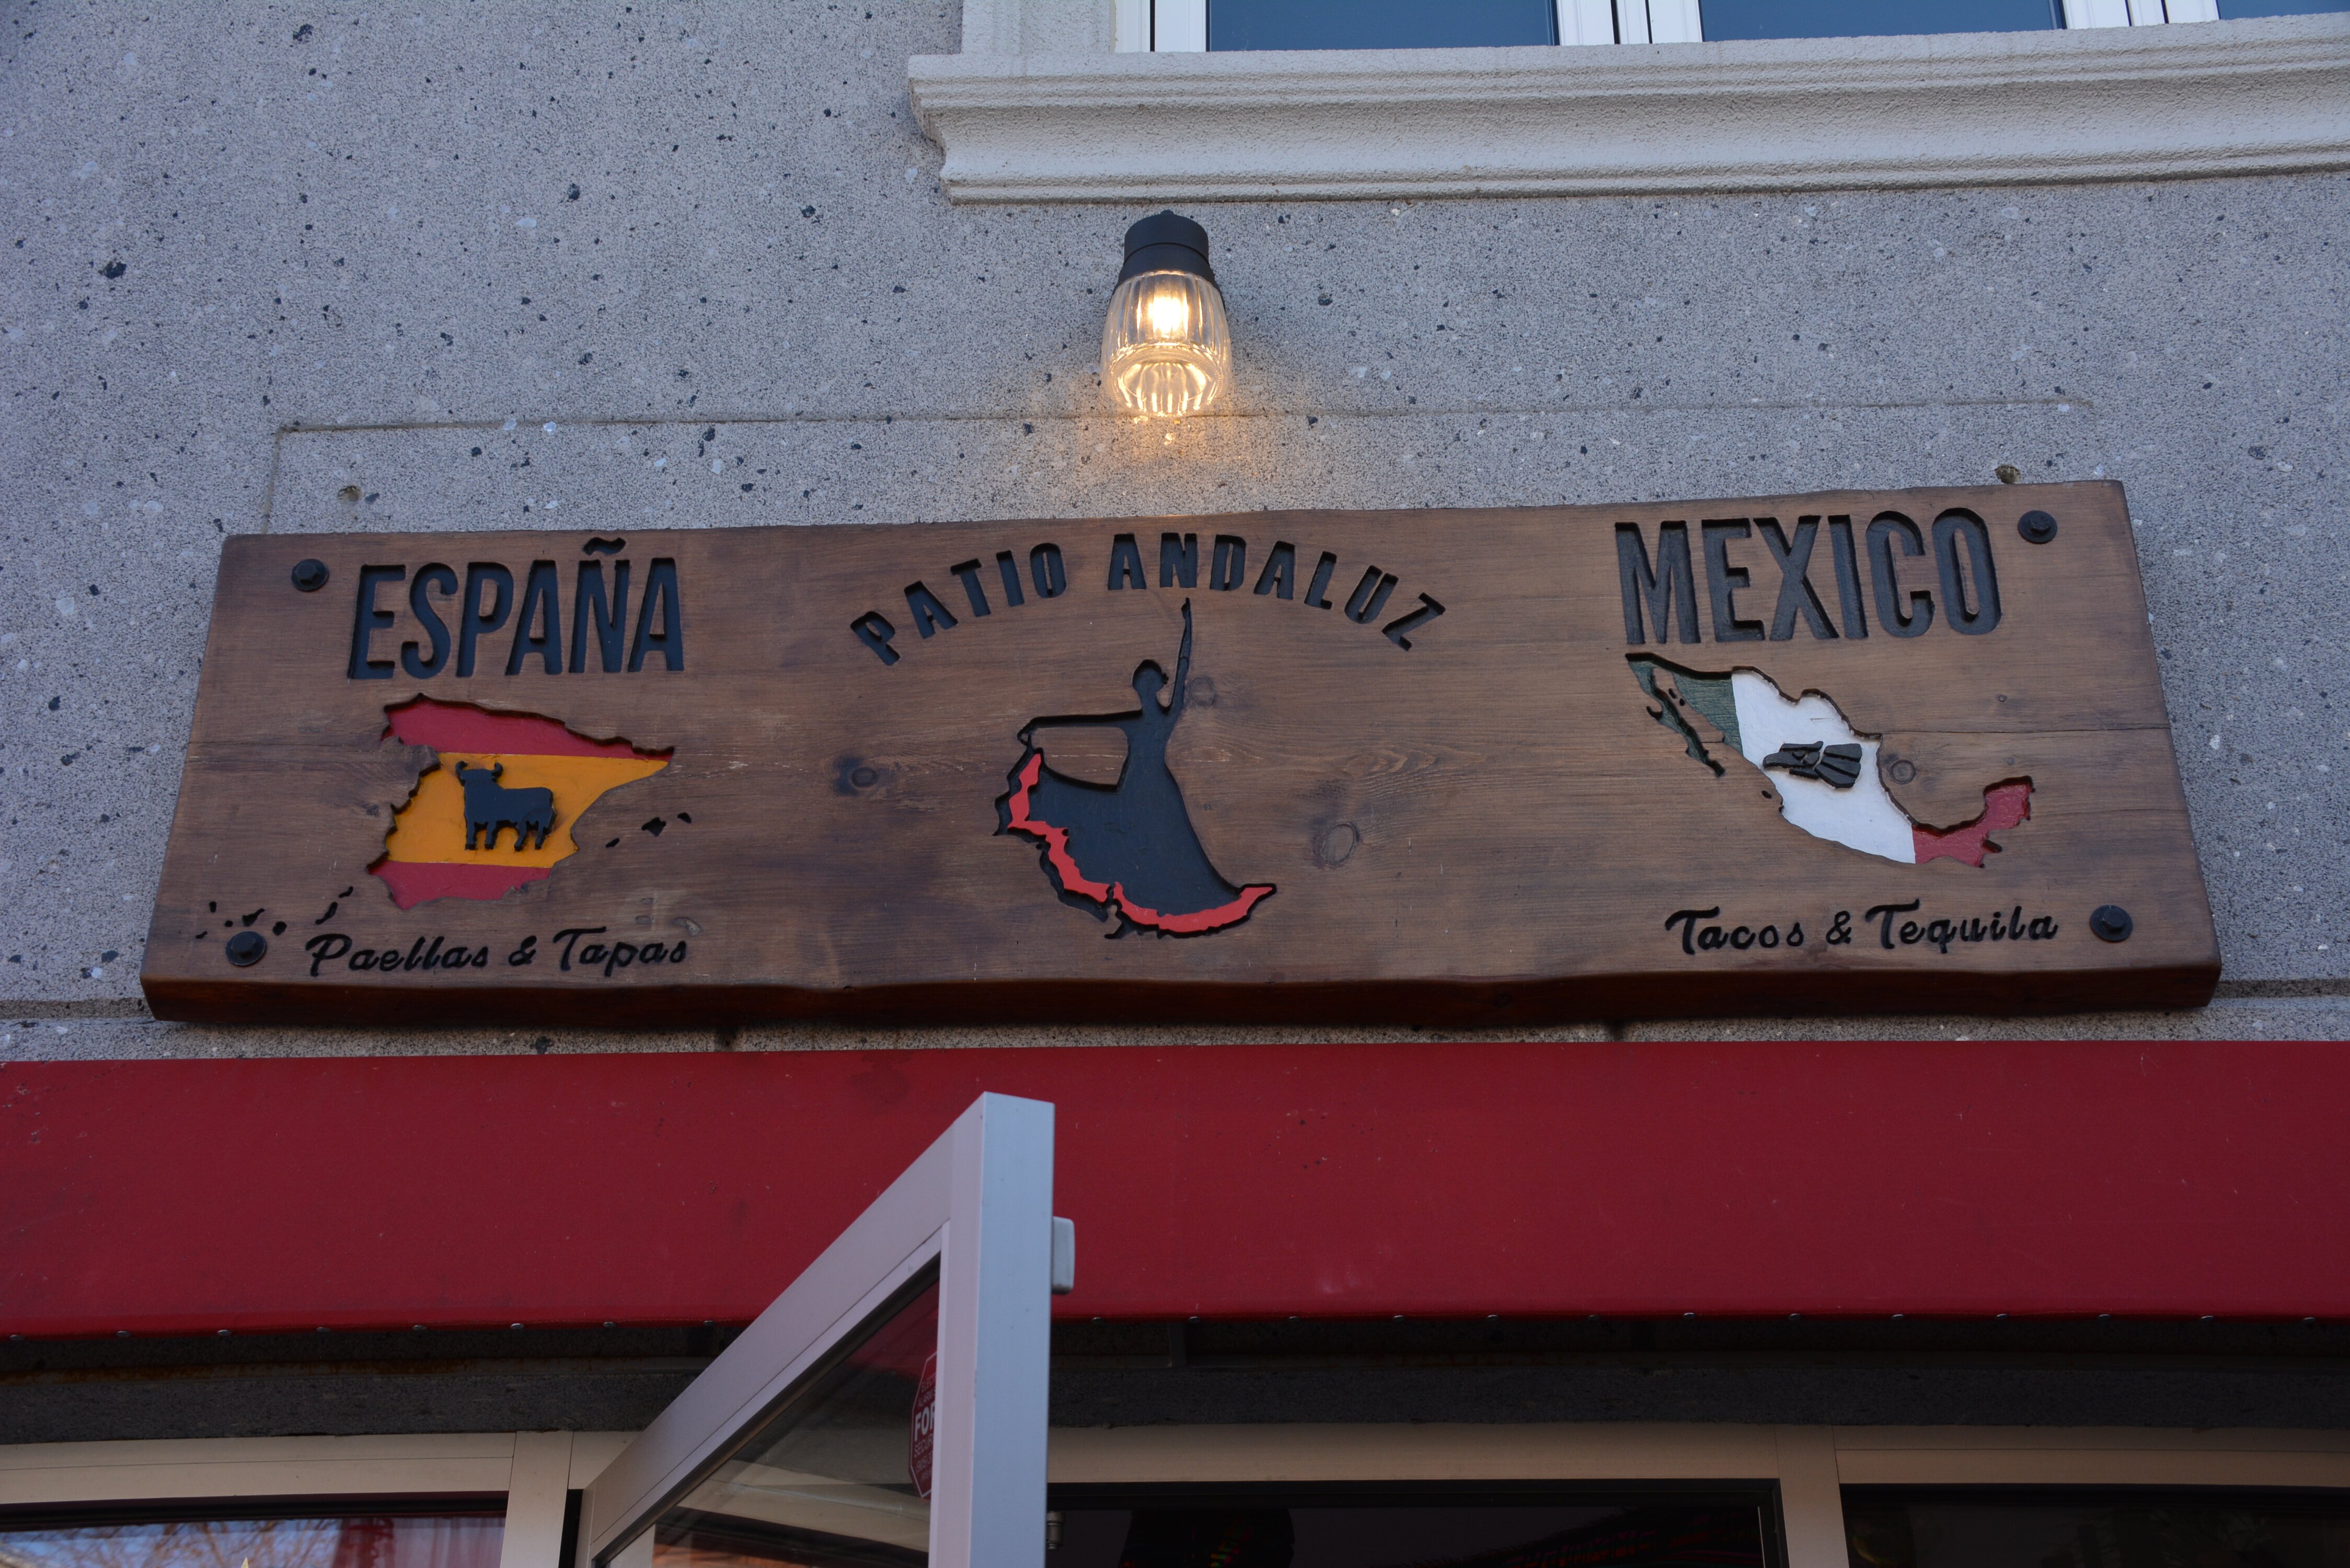 ESPAÑA
Paellas & Tapas
PATIO ANDALUZ
MEXICO
Tacos & Tequila